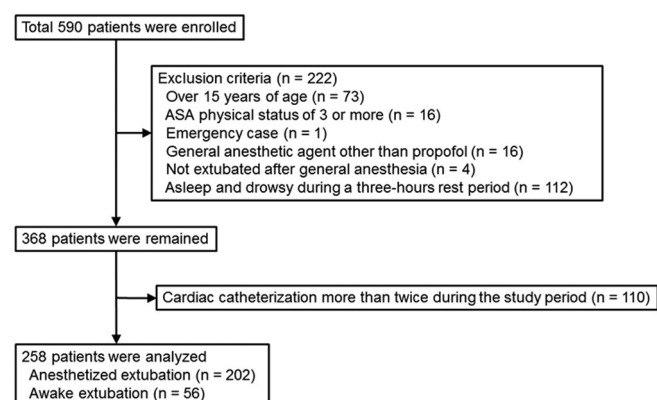 Total 590 patients were enrolled
Exclusion criteria (n = 222)
Over 15 years of age (n = 73)
ASA physical status of 3 or more (n = 16)
Emergency case (n = 1)
General anesthetic agent other than propofol (n = 16)
Not extubated after general anesthesia (n = 4)
Asleep and drowsy during a three-hours rest period (n = 112)
368 patients were remained
Cardiac catheterization more than twice during the study period (n = 110)
258 patients were analyzed
Anesthetized extubation (n = 202)
Awake extubation (n = 56)